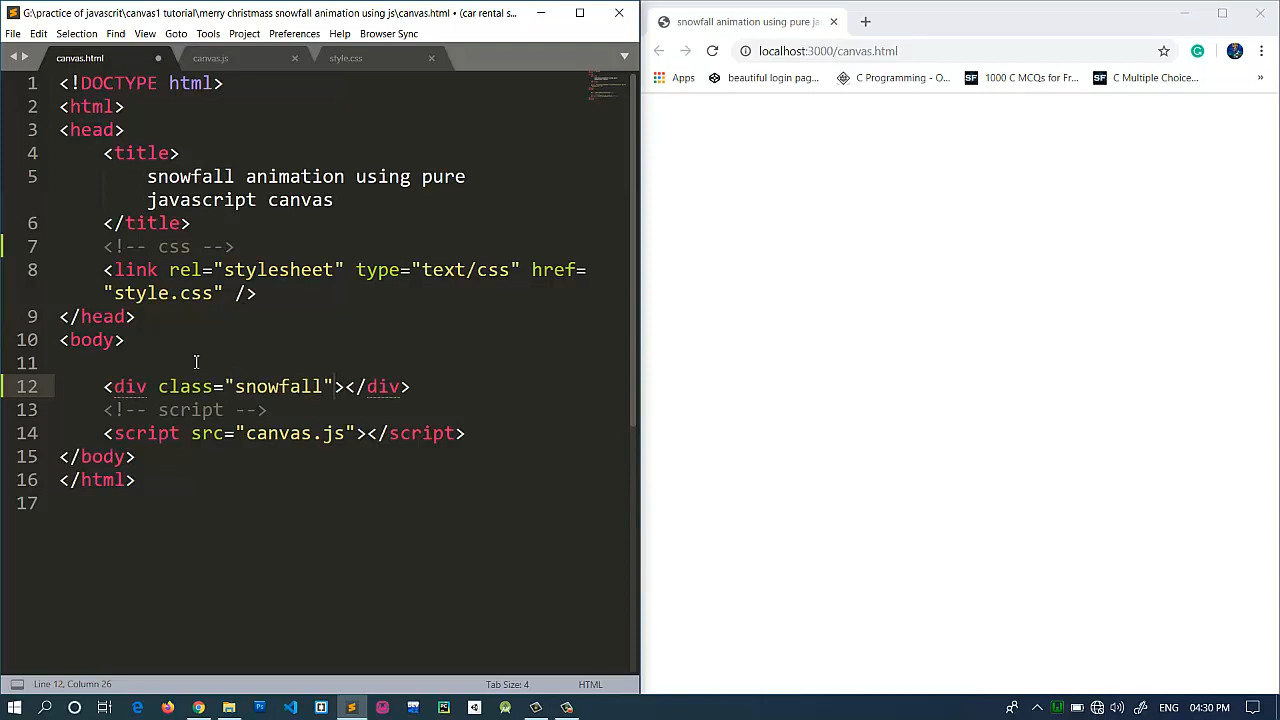 G:\practice of javascrit\canvas1 tutorial\merry christmass snowfall animation using js\canvas.html • (car rental s...
File Edit Selection Find View Goto Tools Project Preferences Help Browser Sync
canvas.html canvas.js style.css
1 <!DOCTYPE html>
2 <html>
3 <head>
4 <title>
5 snowfall animation using pure
javascript canvas
6 </title>
7 <!-- css -->
8 <link rel="stylesheet" type="text/css" href=
"style.css" />
9 </head>
10 <body>
11
12 <div class="snowfall"></div>
13 <!-- script -->
14 <script src="canvas.js"></script>
15 </body>
16 </html>
17
Line 12, Column 26 Tab Size: 4 HTML
snowfall animation using pure ja
localhost:3000/canvas.html
Apps beautiful login pag... C Programming Qu... SF 1000 C MCQs for Fr... SF C Multiple Choice...
ENG 04:30 PM